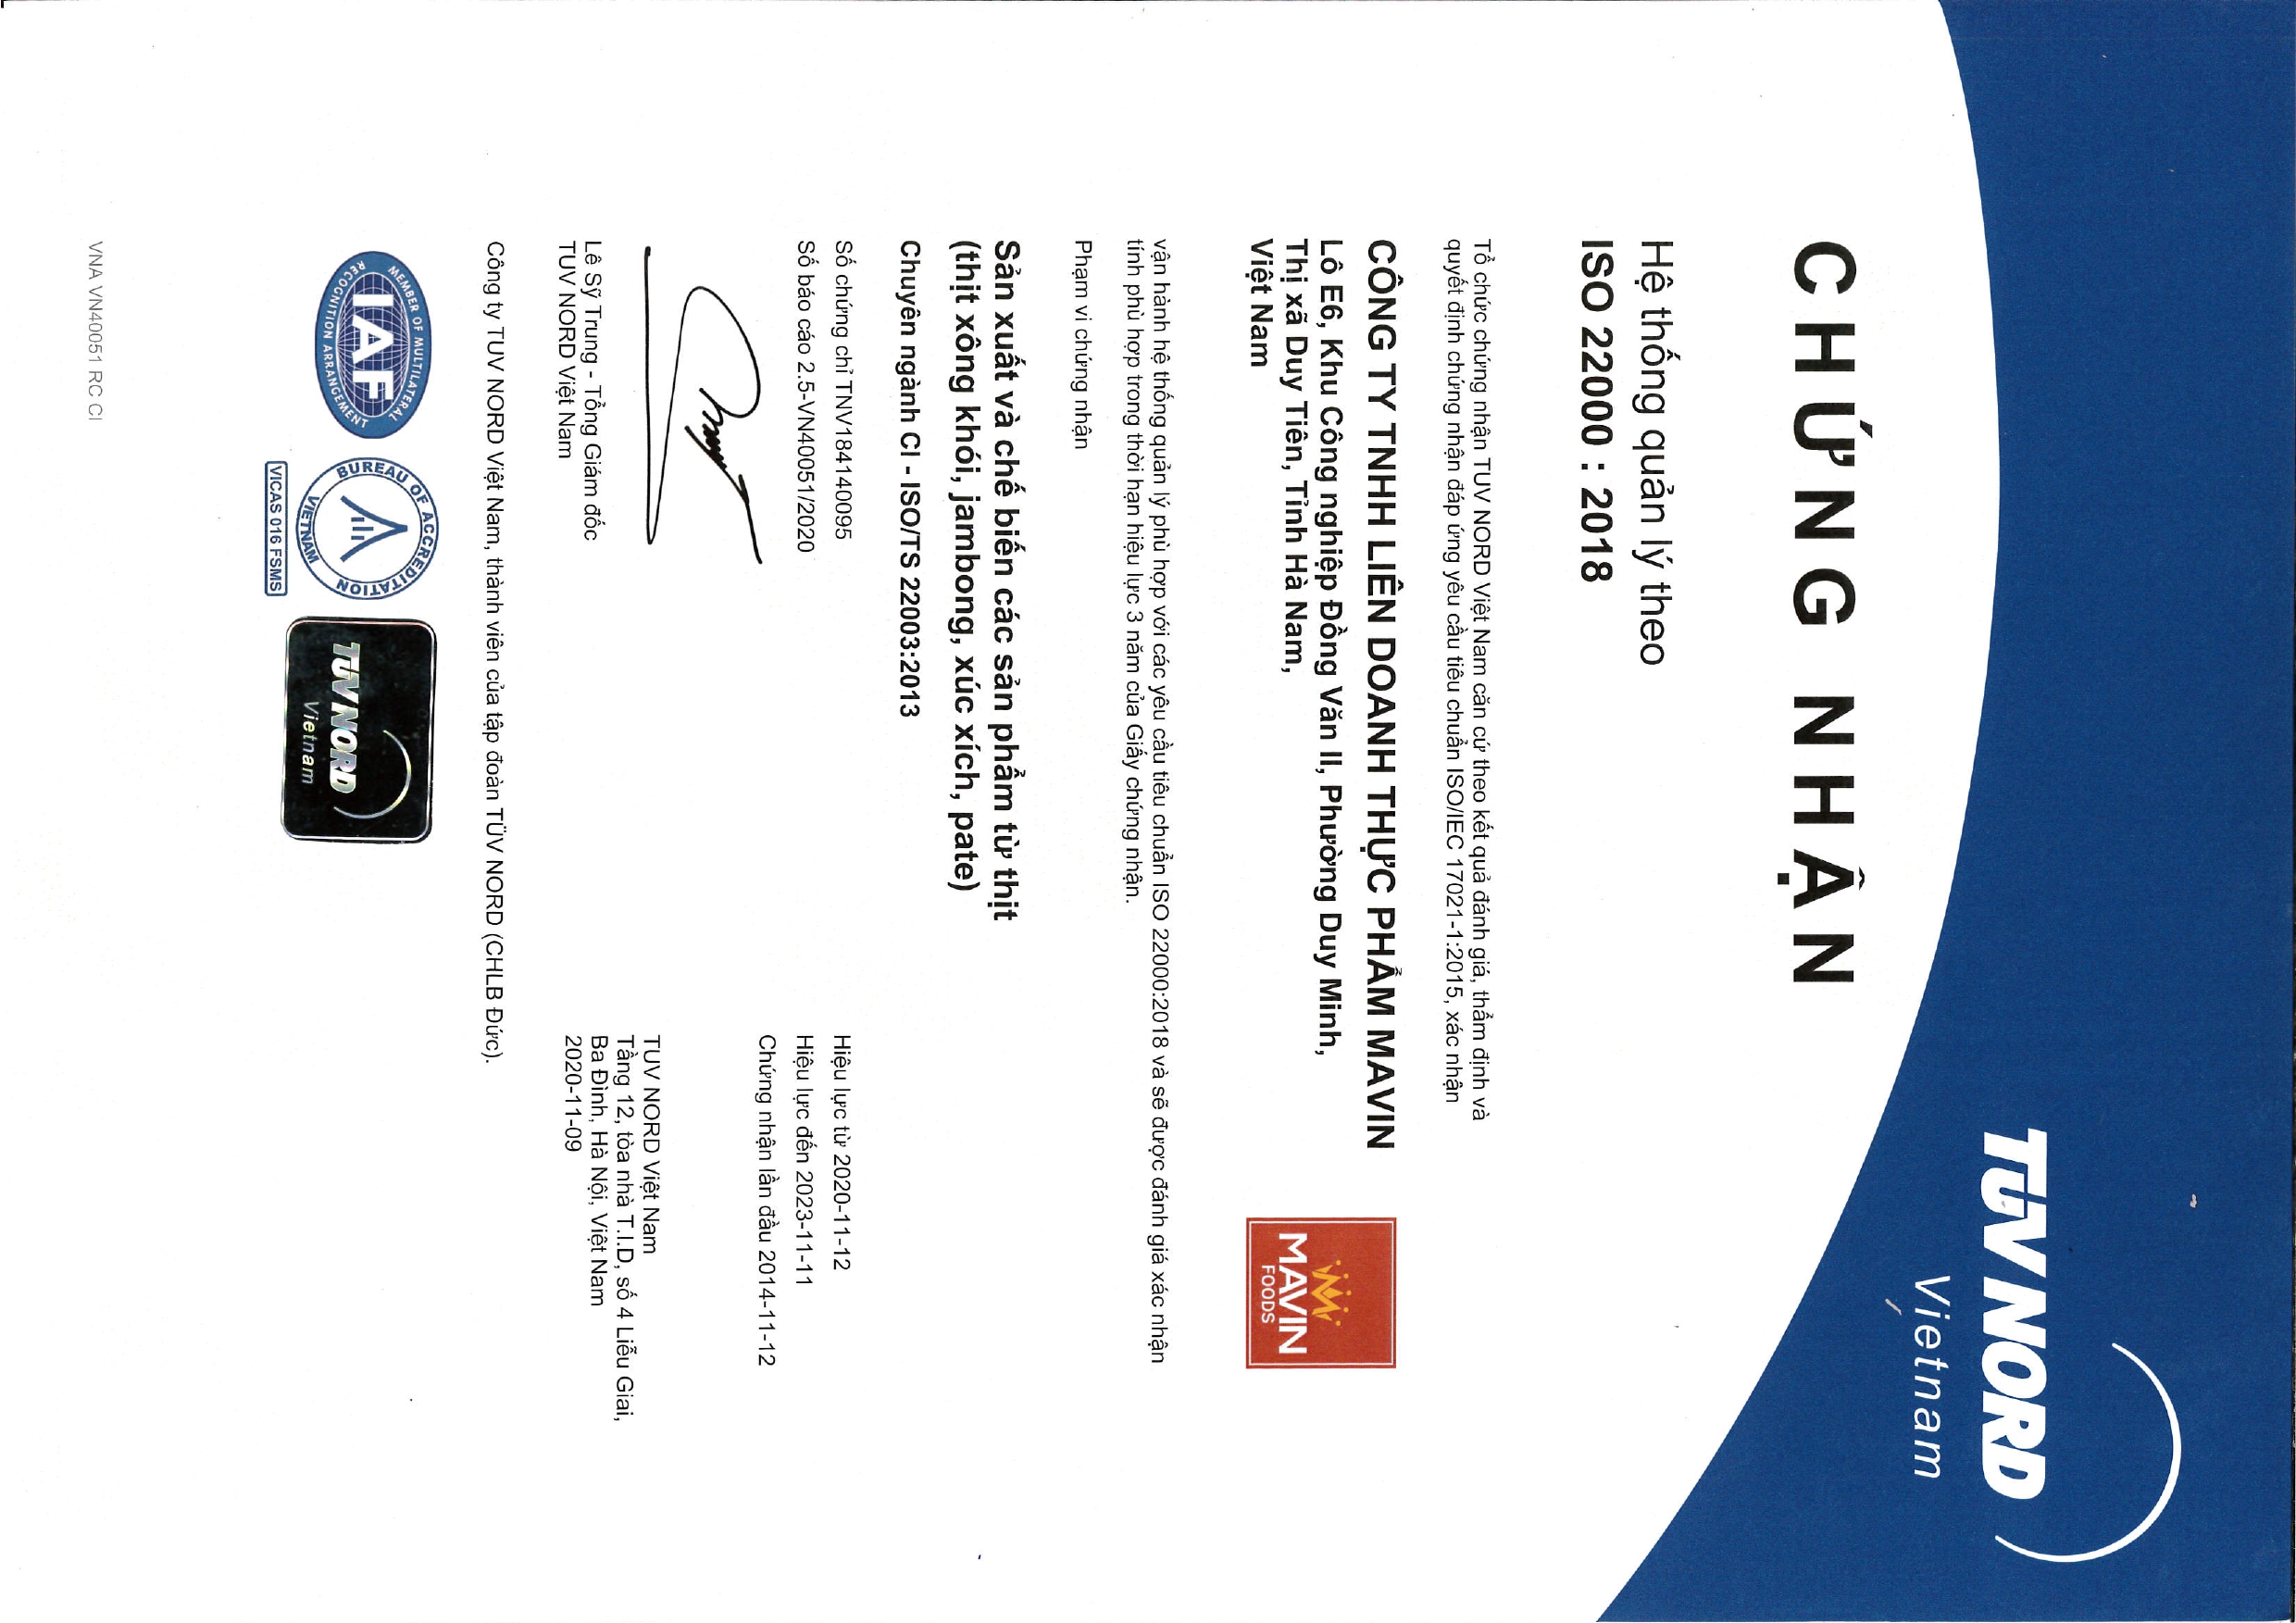 TÜV NORD
Vietnam
CHỨNG NHẬN
Hệ thống quản lý theo
ISO 22000 : 2018
Tổ chức chứng nhận TUV NORD Việt Nam căn cứ theo kết quả đánh giá, thẩm định và
quyết định chứng nhận đáp ứng yêu cầu tiêu chuẩn ISO/IEC 17021-1:2015, xác nhận
CÔNG TY TNHH LIÊN DOANH THỰC PHẨM MAVIN
Lô E6, Khu Công nghiệp Đồng Văn II, Phường Duy Minh,
Thị xã Duy Tiên, Tỉnh Hà Nam,
Việt Nam
MAVIN
FOODS
vận hành hệ thống quản lý phù hợp với các yêu cầu tiêu chuẩn ISO 22000:2018 và sẽ được đánh giá xác nhận
tính phù hợp trong thời hạn hiệu lực 3 năm của Giấy chứng nhận.
Phạm vi chứng nhận
Sản xuất và chế biến các sản phẩm từ thịt
(thịt xông khói, jambong, xúc xích, pate)
Chuyên ngành CI - ISO/TS 22003:2013
Số chứng chỉ TNV184140095
Số báo cáo 2.5-VN40051/2020
Hiệu lực từ 2020-11-12
Hiệu lực đến 2023-11-11
Chứng nhận lần đầu 2014-11-12
Lê Sỹ Trung - Tổng Giám đốc
TUV NORD Việt Nam
TUV NORD Việt Nam
Tầng 12, tòa nhà T.I.D, số 4 Liễu Giai,
Ba Đình, Hà Nội, Việt Nam
2020-11-09
Công ty TUV NORD Việt Nam, thành viên của tập đoàn TÜV NORD (CHLB Đức).
MEMBER OF MULTILATERAL
IAF
RECOGNITION ARRANGEMENT
BUREAU OF ACCREDITATION
VIETNAM
VICAS 016 FSMS
TÜV NORD
Vietnam
VNA VN40051 RC CI